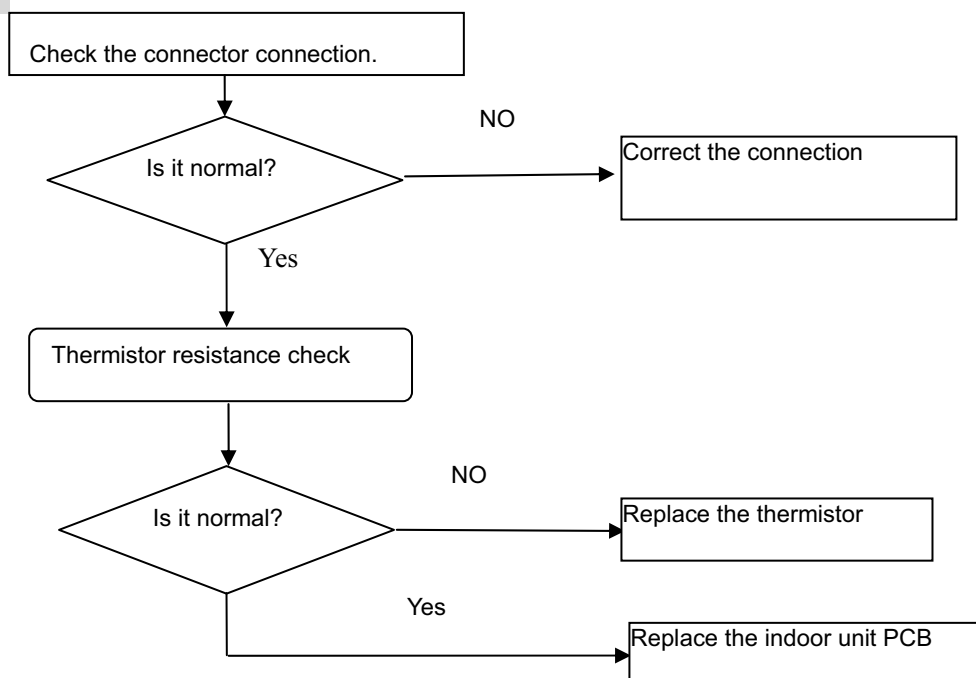 Check the connector connection.
NO
Is it normal?
Correct the connection
Yes
Thermistor resistance check
NO
Is it normal?
Replace the thermistor
Yes
Replace the indoor unit PCB